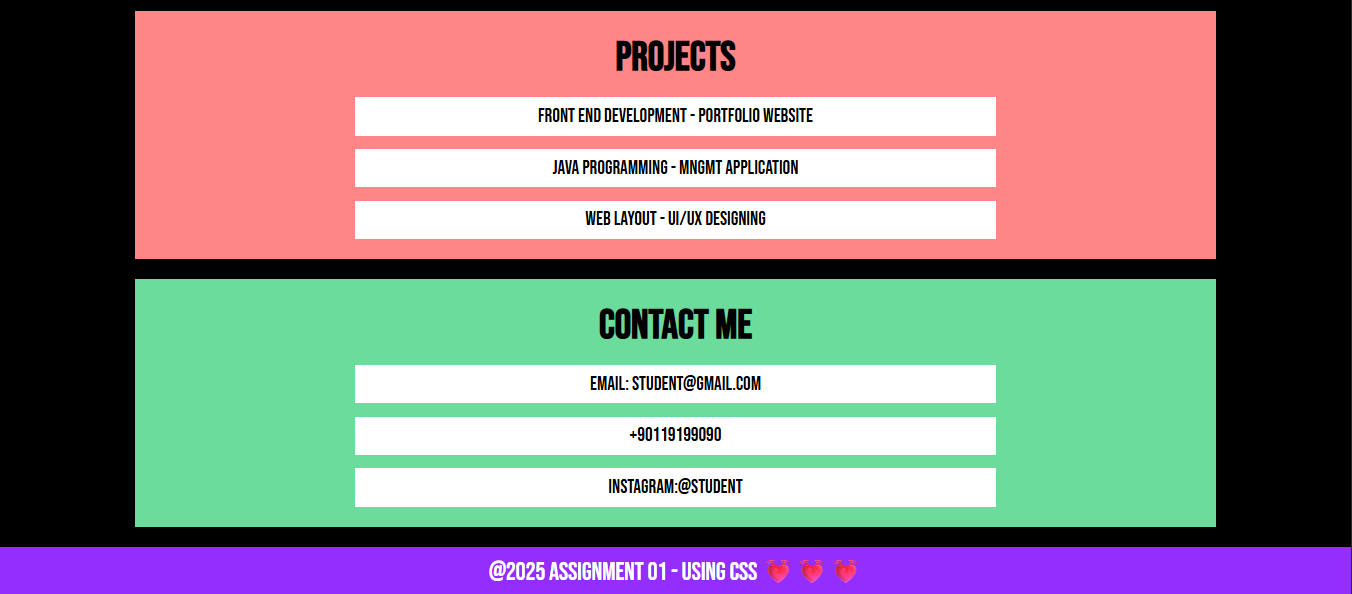 PROJECTS
FRONT END DEVELOPMENT - PORTFOLIO WEBSITE
JAVA PROGRAMMING - MNGMT APPLICATION
WEB LAYOUT - UI/UX DESIGNING
CONTACT ME
EMAIL: STUDENT@GMAIL.COM
+90119199090
INSTAGRAM:@STUDENT
@2025 ASSIGNMENT 01 - USING CSS 💓 💓 💓